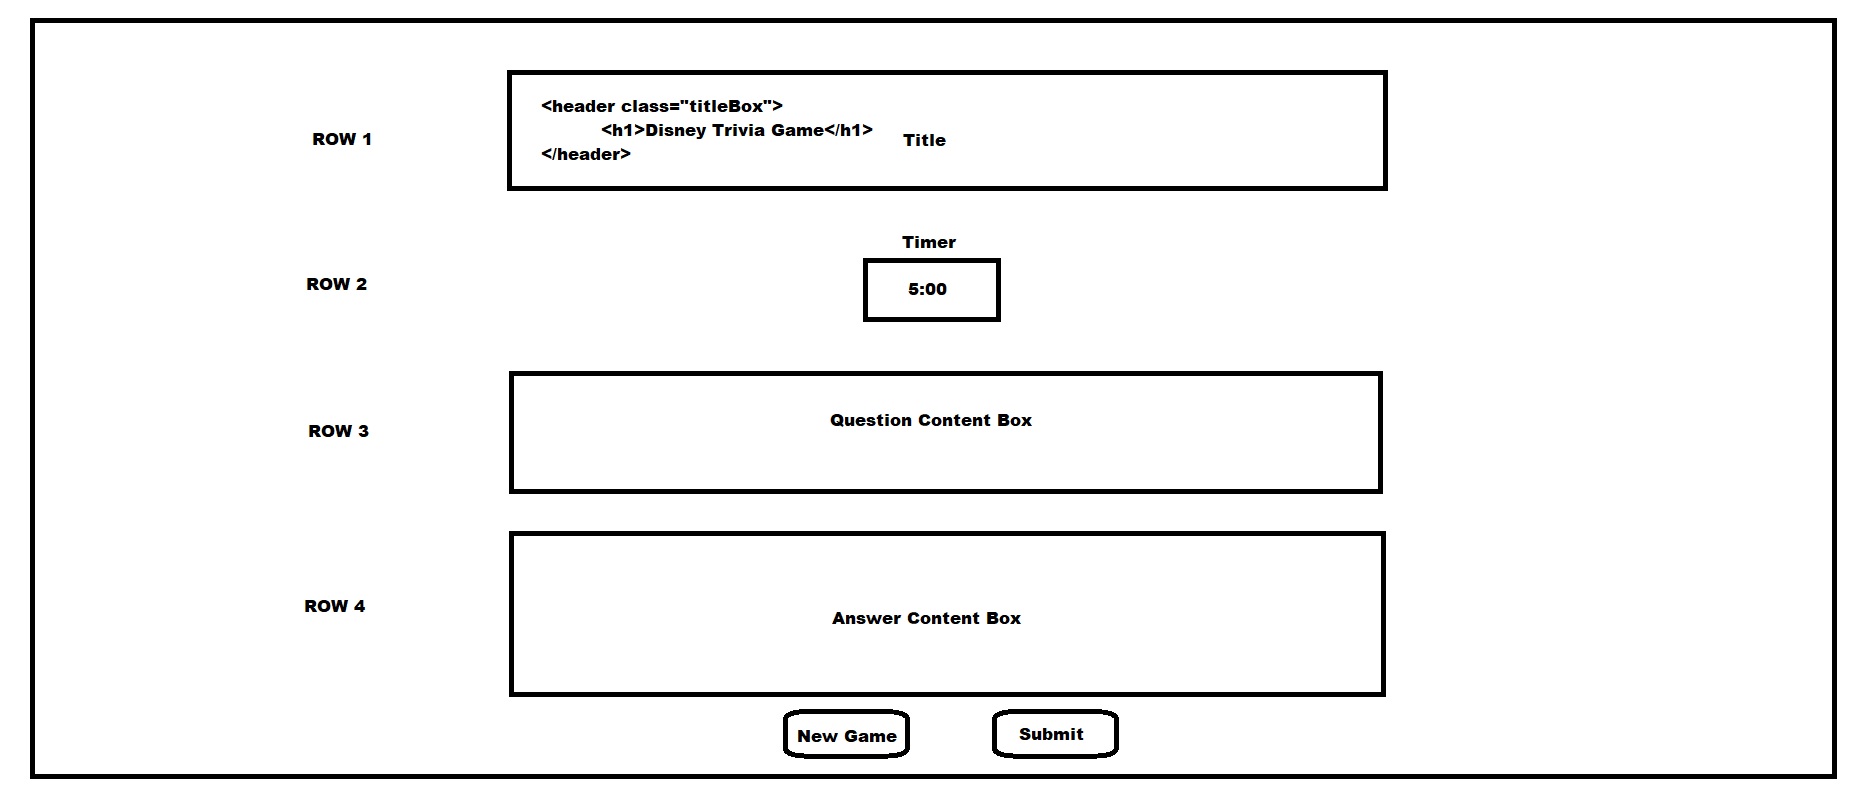 <header class="titleBox">
ROW 1
<h1>Disney Trivia Game</h1>
Title
</header>
Timer
ROW 2
5:00
ROW 3
Question Content Box
ROW 4
Answer Content Box
New Game
Submit